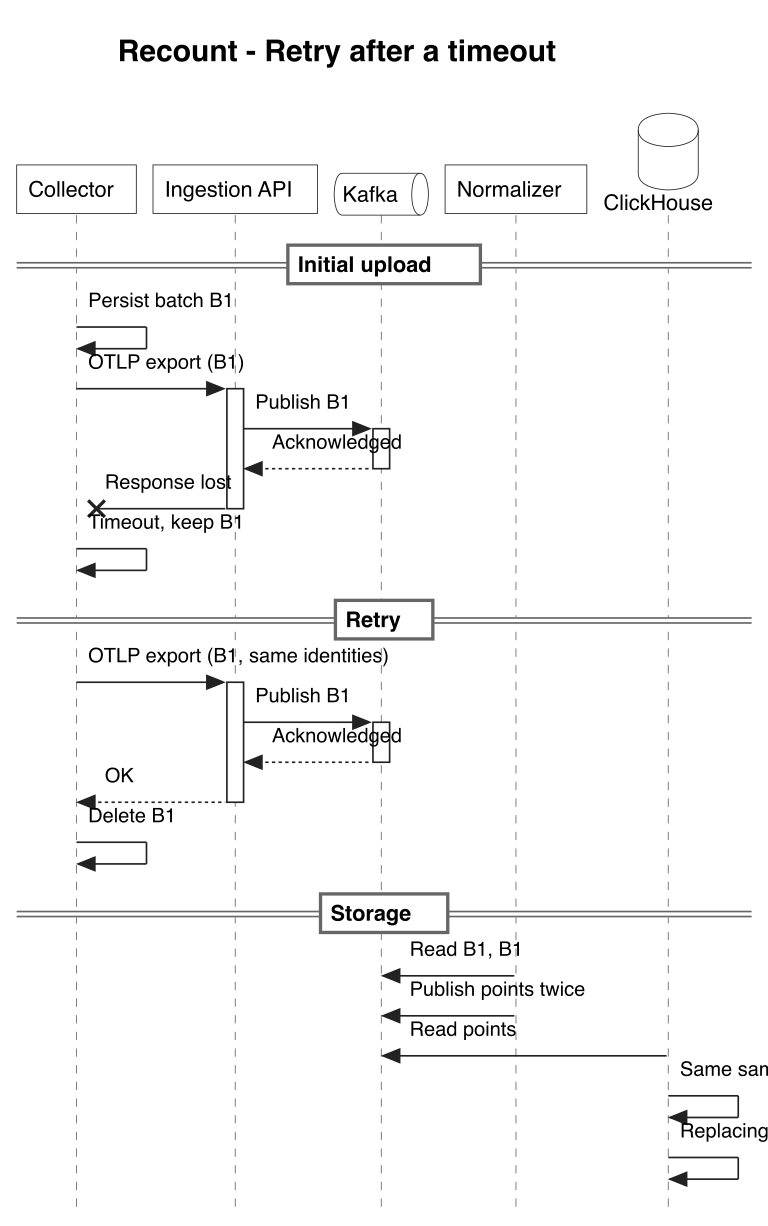 Recount - Retry after a timeout
Collector
Ingestion API
Kafka
Normalizer
ClickHouse
Initial upload
Persist batch B1
OTLP export (B1)
Publish B1
Acknowledged
Response lost
Timeout, keep B1
Retry
OTLP export (B1, same identities)
Publish B1
Acknowledged
OK
Delete B1
Storage
Read B1, B1
Publish points twice
Read points
Same
Replacing